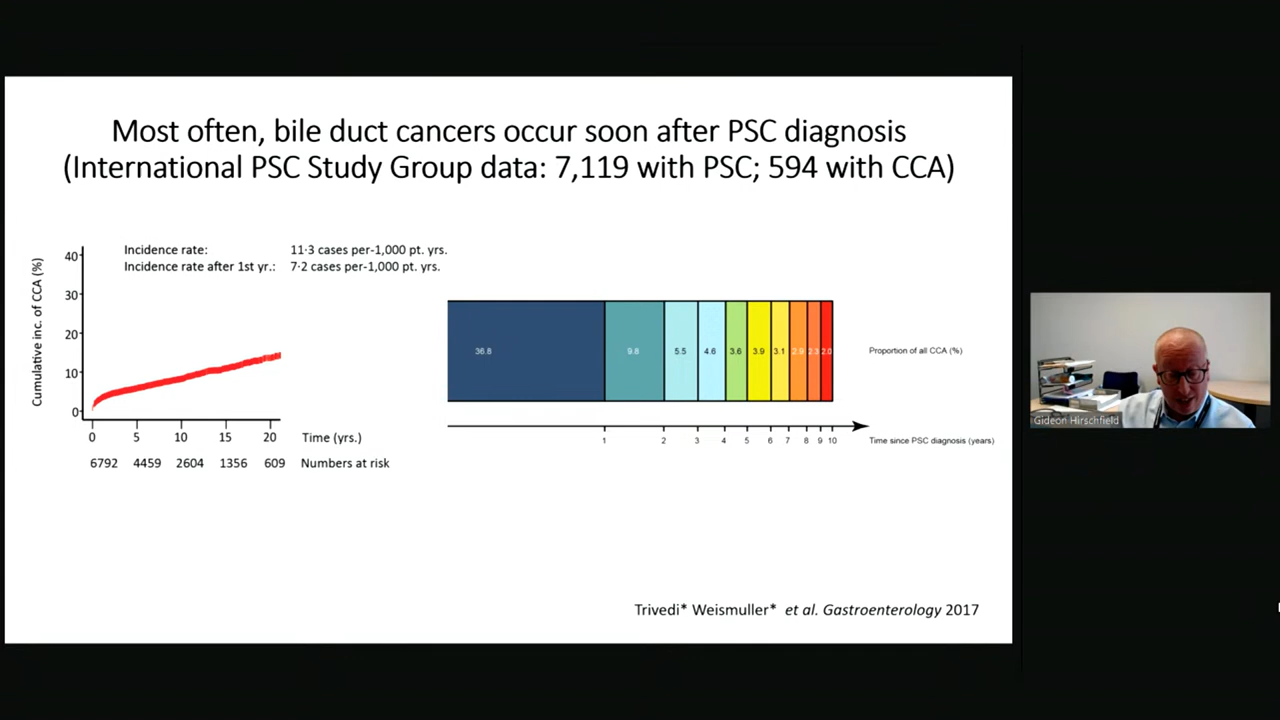 Most often, bile duct cancers occur soon after PSC diagnosis
(International PSC Study Group data: 7,119 with PSC; 594 with CCA)
Cumulative inc. of CCA (%)
40
30
20
10
0
Incidence rate: 11·3 cases per-1,000 pt. yrs.
Incidence rate after 1st yr.: 7·2 cases per-1,000 pt. yrs.
0 5 10 15 20 Time (yrs.)
6792 4459 2604 1356 609 Numbers at risk
36.8 9.8 5.5 4.6 3.6 3.9 3.1 2.9 2.3 2.0 Proportion of all CCA (%)
1 2 3 4 5 6 7 8 9 10 Time since PSC diagnosis (years)
Gideon Hirschfield
Trivedi* Weismuller* et al. Gastroenterology 2017